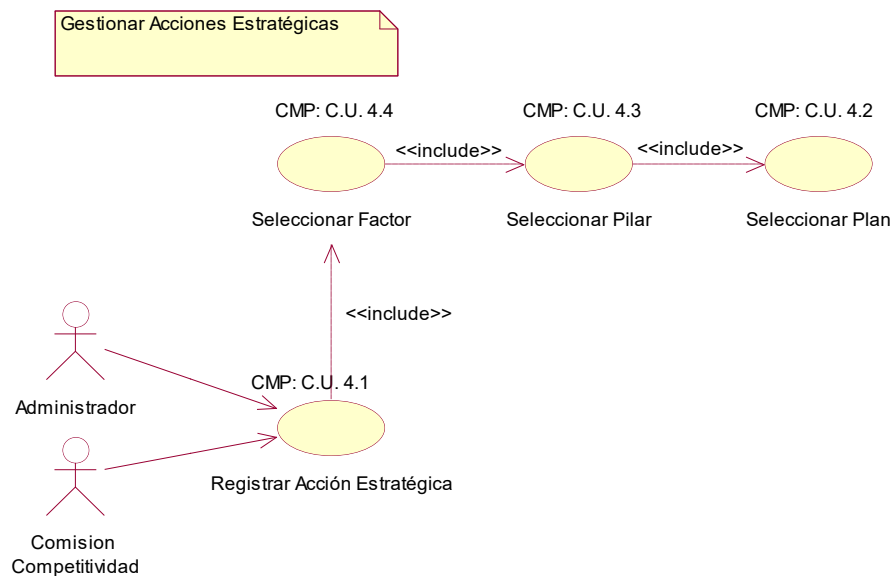 Gestionar Acciones Estratégicas
CMP: C.U. 4.4
CMP: C.U. 4.3
CMP: C.U. 4.2
<<include>>
<<include>>
Seleccionar Factor
Seleccionar Pilar
Seleccionar Plan
<<include>>
CMP: C.U. 4.1
Administrador
Registrar Acción Estratégica
Comision
Competitividad